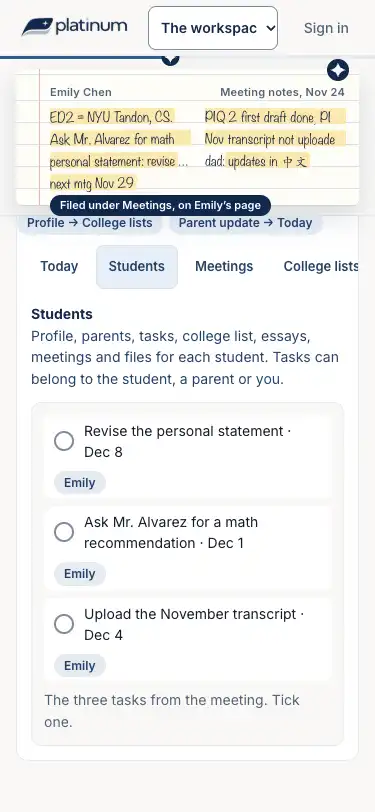 platinum
The workspac
Sign in
Emily Chen
Meeting notes, Nov 24
ED2 = NYU Tandon, CS.
Ask Mr. Alvarez for math
personal statement: revise ...
next mtg Nov 29
PIQ 2 first draft done, PI
Nov transcript not uploade
dad: updates in 中文
Filed under Meetings, on Emily's page
Profile → College lists
Parent update → Today
Today
Students
Meetings
College lists
Students
Profile, parents, tasks, college list, essays,
meetings and files for each student. Tasks can
belong to the student, a parent or you.
Revise the personal statement ·
Dec 8
Emily
Ask Mr. Alvarez for a math
recommendation · Dec 1
Emily
Upload the November transcript ·
Dec 4
Emily
The three tasks from the meeting. Tick
one.